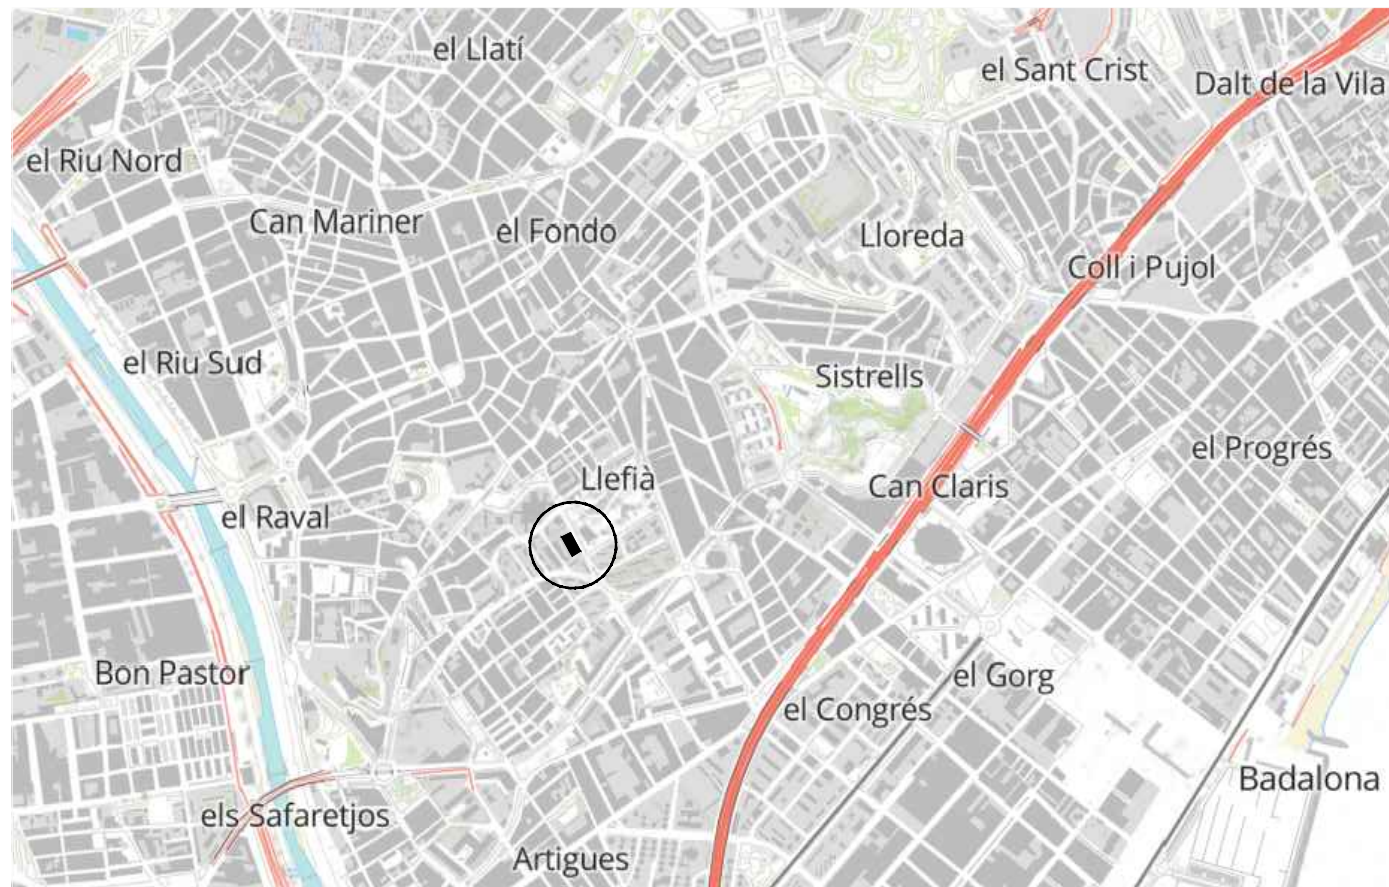 el Llatí
el Sant Crist
Dalt de la Vila
el Riu Nord
Can Mariner
el Fondo
Lloreda
Coll i Pujol
el Riu Sud
Sistrells
el Progrés
Llefià
Can Claris
el Raval
Bon Pastor
el Gorg
el Congrés
Badalona
els Safaretjos
Artigues